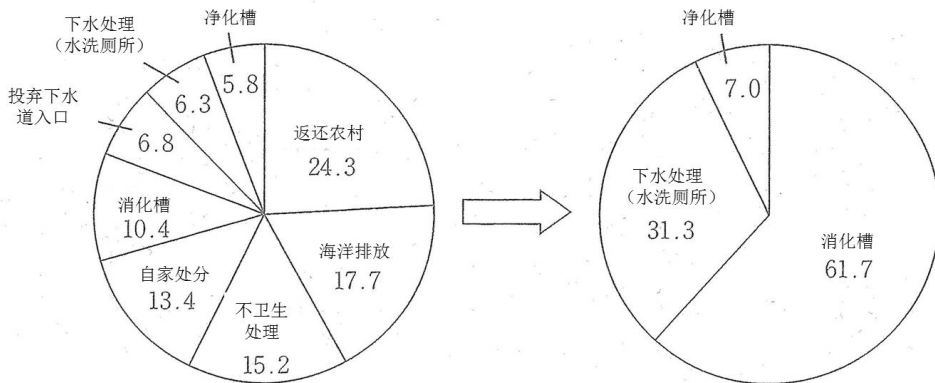 净化槽
5.8
下水处理
（水洗厕所）
6.3
投弃下水
道入口
6.8
消化槽
10.4
自家处分
13.4
不卫生
处理
15.2
海洋排放
17.7
返还农村
24.3
净化槽
7.0
下水处理
（水洗厕所）
31.3
消化槽
61.7